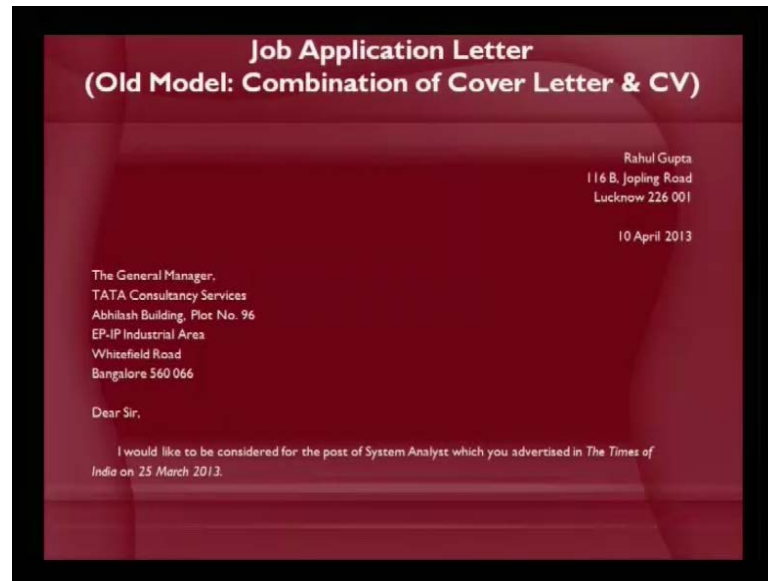 Job Application Letter
(Old Model: Combination of Cover Letter & CV)
Rahul Gupta
116 B, Jopling Road
Lucknow 226 001
10 April 2013
The General Manager,
TATA Consultancy Services
Abhilash Building, Plot No. 96
EP-IP Industrial Area
Whitefield Road
Bangalore 560 066
Dear Sir,
I would like to be considered for the post of System Analyst which you advertised in The Times of
India on 25 March 2013.